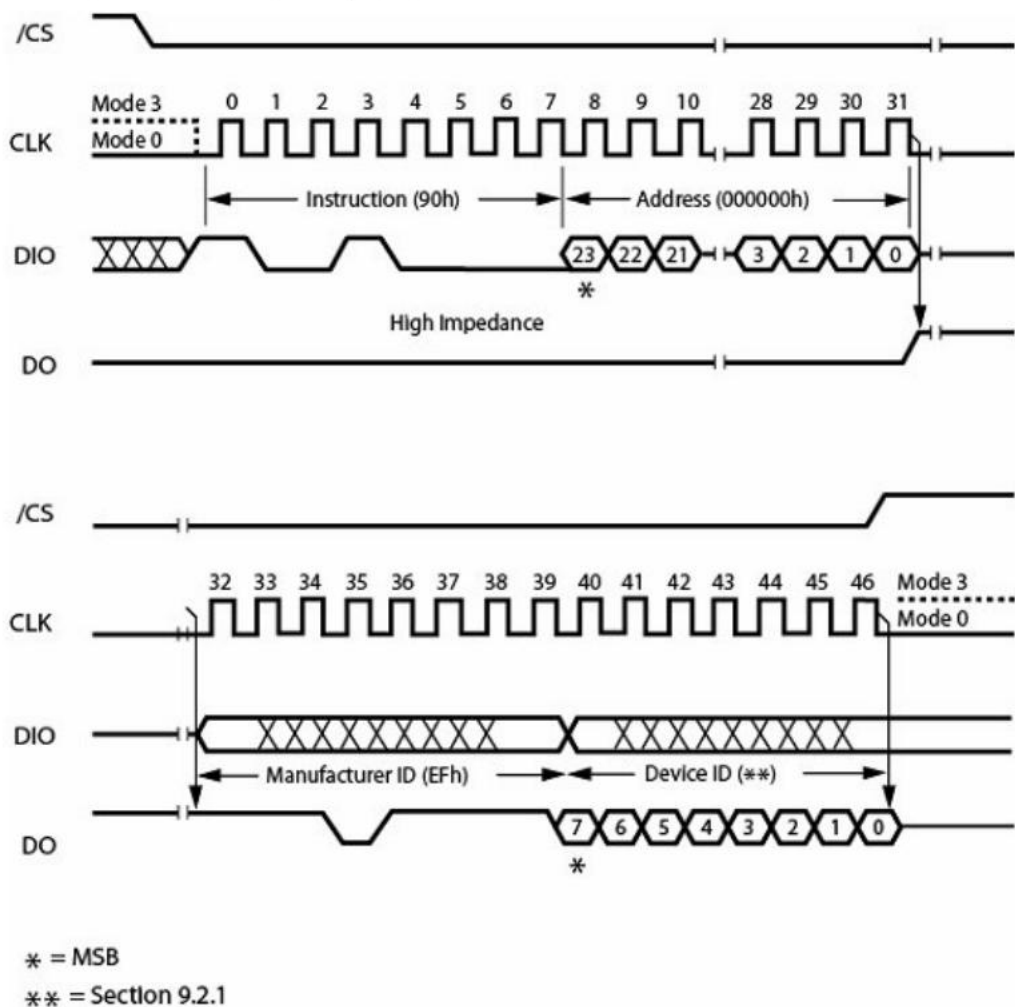 /CS
Mode 3
0 1 2 3 4 5 6 7 8 9 10 28 29 30 31
CLK
Mode 0
Instruction (90h) Address (000000h)
DIO
23 22 21 3 2 1 0
*
High Impedance
DO
/CS
32 33 34 35 36 37 38 39 40 41 42 43 44 45 46
Mode 3
CLK
Mode 0
DIO
Manufacturer ID (EFh) Device ID (**)
DO
7 6 5 4 3 2 1 0
*
* = MSB
** = Section 9.2.1